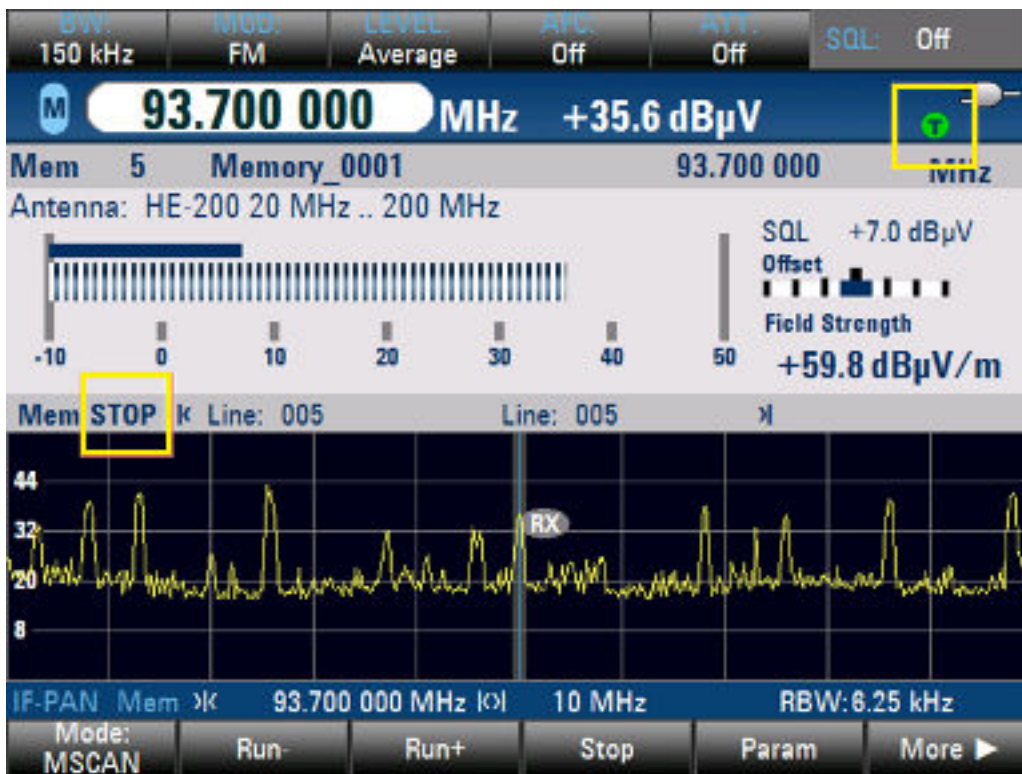 BW: MOD: LEVEL: AFC: ATT:
150 kHz FM Average Off Off SQL: Off
M 93.700 000 MHz +35.6 dBµV
T
Mem 5 Memory_0001 93.700 000 MHz
Antenna: HE-200 20 MHz .. 200 MHz
SQL +7.0 dBµV
Offset
Field Strength
-10 0 10 20 30 40 50 +59.8 dBµV/m
Mem STOP Line: 005 Line: 005
44
32
RX
20
8
IF-PAN Mem 93.700 000 MHz 10 MHz RBW:6.25 kHz
Mode:
MSCAN Run- Run+ Stop Param More